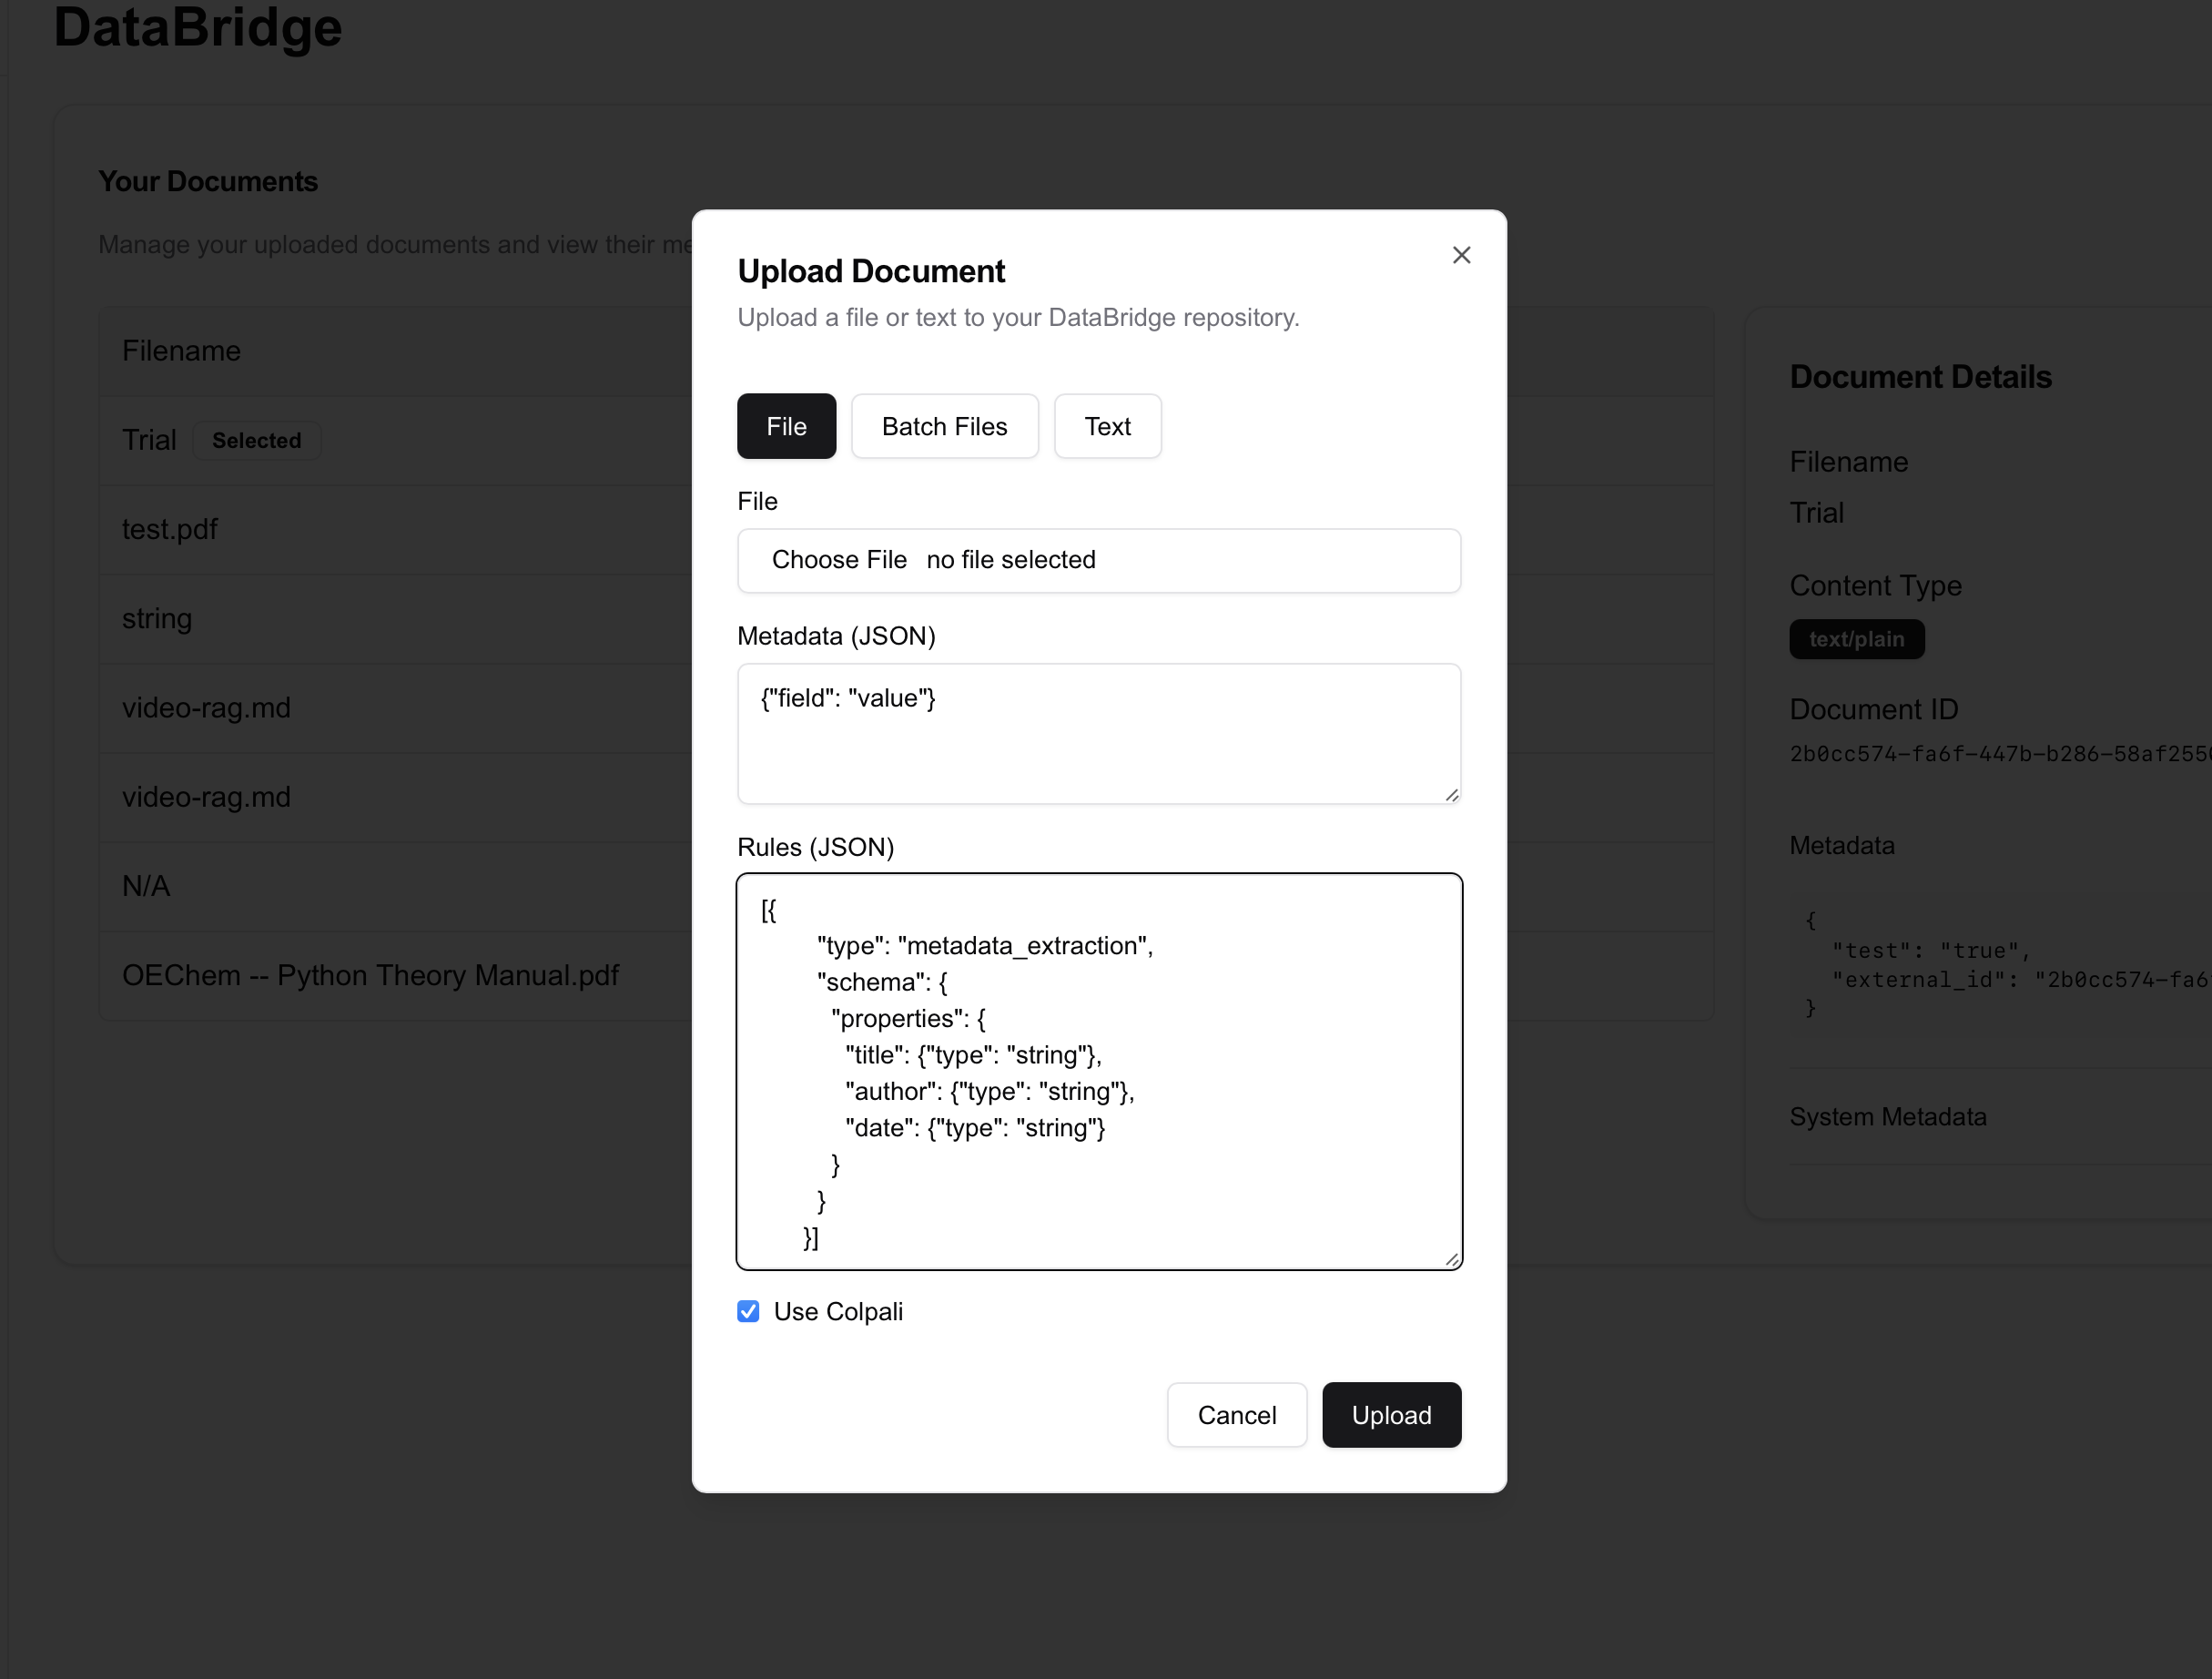 DataBridge
Your Documents
Manage your uploaded documents and view their me
Filename
Trial Selected
test.pdf
string
video-rag.md
video-rag.md
N/A
OEChem -- Python Theory Manual.pdf
Upload Document
Upload a file or text to your DataBridge repository.
File Batch Files Text
File
Choose File no file selected
Metadata (JSON)
{"field": "value"}
Rules (JSON)
[{
"type": "metadata_extraction",
"schema": {
"properties": {
"title": {"type": "string"},
"author": {"type": "string"},
"date": {"type": "string"}
}
}
}]
Use Colpali
Cancel Upload
Document Details
Filename
Trial
Content Type
text/plain
Document ID
2b0cc574-fa6f-447b-b286-58af255
Metadata
{
"test": "true",
"external_id": "2b0cc574-fa6
}
System Metadata